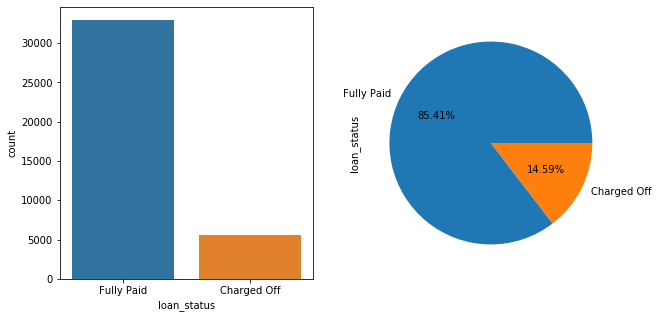 30000
25000
20000
15000
10000
5000
0
count
Fully Paid
Charged Off
loan_status
loan_status
Fully Paid
85.41%
14.59%
Charged Off